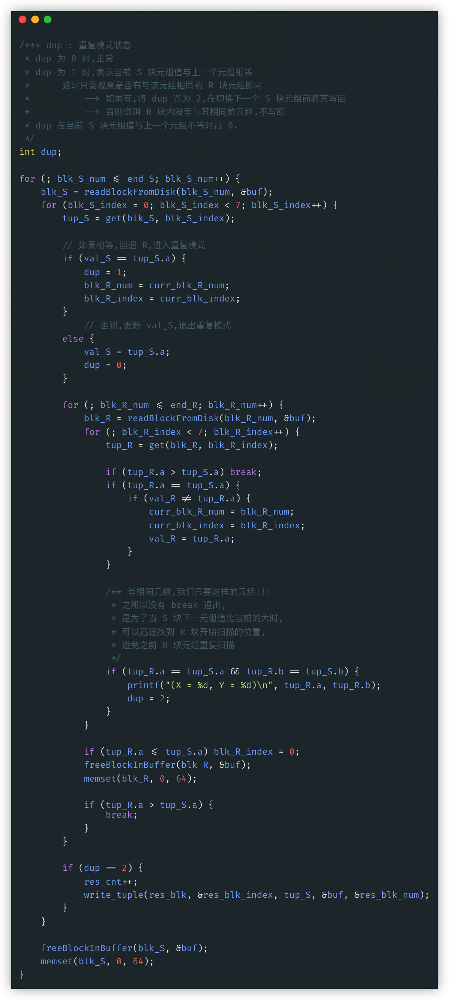 /*** dup : 重复模式状态
 * dup 为 0 时,正常
 * dup 为 1 时,表示当前 S 块元组值与上一个元组相等
 *      这时只要观察是否有与该元组相同的 R 块元组即可
 *          --> 如果有,将 dup 置为 2,在切换下一个 S 块元组前将其写回
 *          --> 否则说明 R 块内没有与其相同的元组,不写回
 * dup 在当前 S 块元组值与上一个元组不等时置 0.
 */
int dup;

for (; blk_S_num <= end_S; blk_S_num++) {
    blk_S = readBlockFromDisk(blk_S_num, &buf);
    for (blk_S_index = 0; blk_S_index < 7; blk_S_index++) {
        tup_S = get(blk_S, blk_S_index);

        // 如果相等,回退 R,进入重复模式
        if (val_S == tup_S.a) {
            dup = 1;
            blk_R_num = curr_blk_R_num;
            blk_R_index = curr_blk_index;
        }
            // 否则,更新 val_S,退出重复模式
        else {
            val_S = tup_S.a;
            dup = 0;
        }

        for (; blk_R_num <= end_R; blk_R_num++) {
            blk_R = readBlockFromDisk(blk_R_num, &buf);
            for (; blk_R_index < 7; blk_R_index++) {
                tup_R = get(blk_R, blk_R_index);

                if (tup_R.a > tup_S.a) break;
                if (tup_R.a == tup_S.a) {
                    if (val_R != tup_R.a) {
                        curr_blk_R_num = blk_R_num;
                        curr_blk_index = blk_R_index;
                        val_R = tup_R.a;
                    }
                }

                /** 有相同元组,我们只要这样的元组!!!
                 * 之所以没有 break 退出,
                 * 是为了当 S 块下一元组值比当前的大时,
                 * 可以迅速找到 R 块开始扫描的位置,
                 * 避免之前 R 块元组重复扫描
                 */
                if (tup_R.a == tup_S.a && tup_R.b == tup_S.b) {
                    printf("(X = %d, Y = %d)\n", tup_R.a, tup_R.b);
                    dup = 2;
                }
            }

            if (tup_R.a <= tup_S.a) blk_R_index = 0;
            freeBlockInBuffer(blk_R, &buf);
            memset(blk_R, 0, 64);

            if (tup_R.a > tup_S.a) {
                break;
            }
        }

        if (dup == 2) {
            res_cnt++;
            write_tuple(res_blk, &res_blk_index, tup_S, &buf, &res_blk_num);
        }
    }

    freeBlockInBuffer(blk_S, &buf);
    memset(blk_S, 0, 64);
}